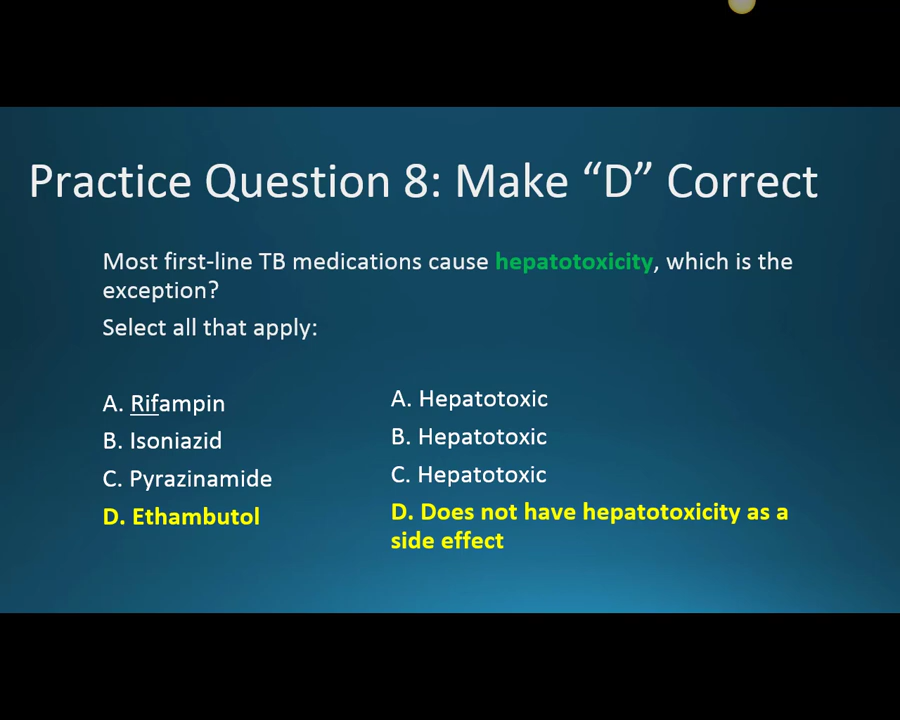 Practice Question 8: Make “D” Correct
Most first-line TB medications cause hepatotoxicity, which is the
exception?
Select all that apply:
A. Rifampin
B. Isoniazid
C. Pyrazinamide
D. Ethambutol
A. Hepatotoxic
B. Hepatotoxic
C. Hepatotoxic
D. Does not have hepatotoxicity as a
side effect